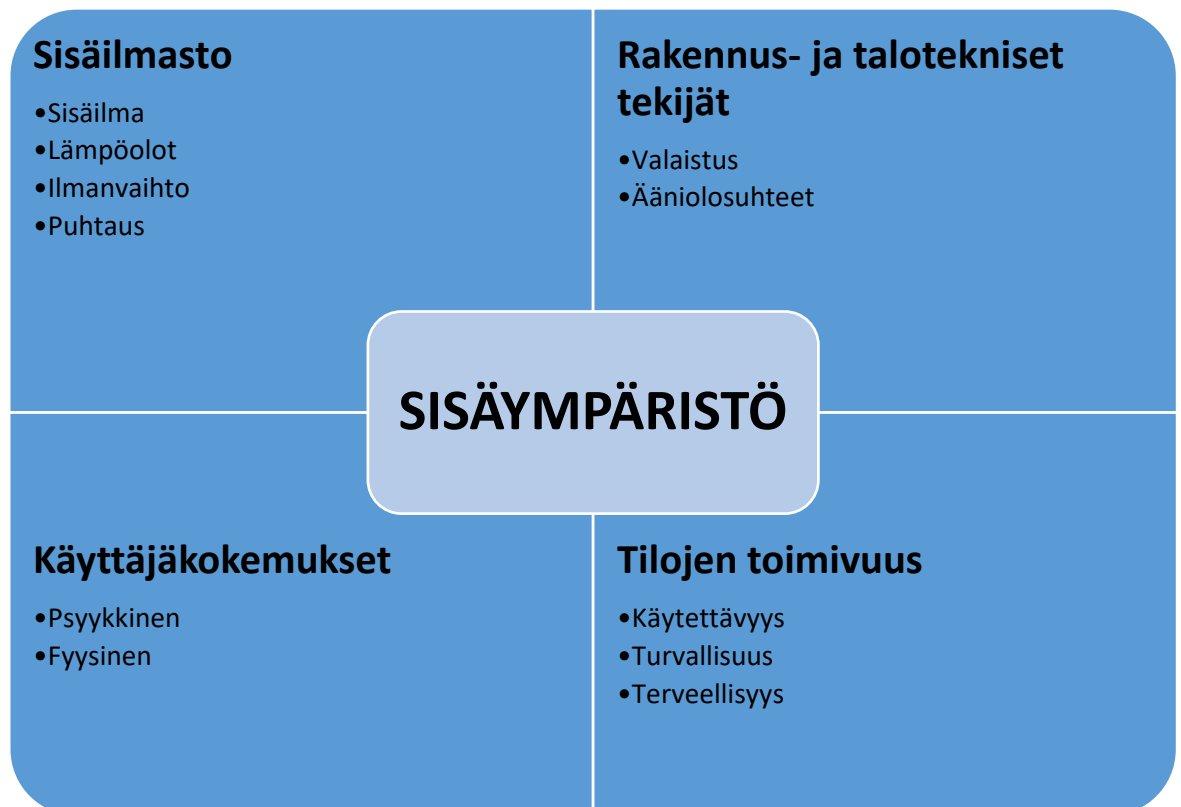 Sisäilmasto
•Sisäilma
•Lämpöolot
•Ilmanvaihto
•Puhtaus
Rakennus- ja talotekniset
tekijät
•Valaistus
•Ääniolosuhteet
SISÄYMPÄRISTÖ
Käyttäjäkokemukset
•Psyykkinen
•Fyysinen
Tilojen toimivuus
•Käytettävyys
•Turvallisuus
•Terveellisyys